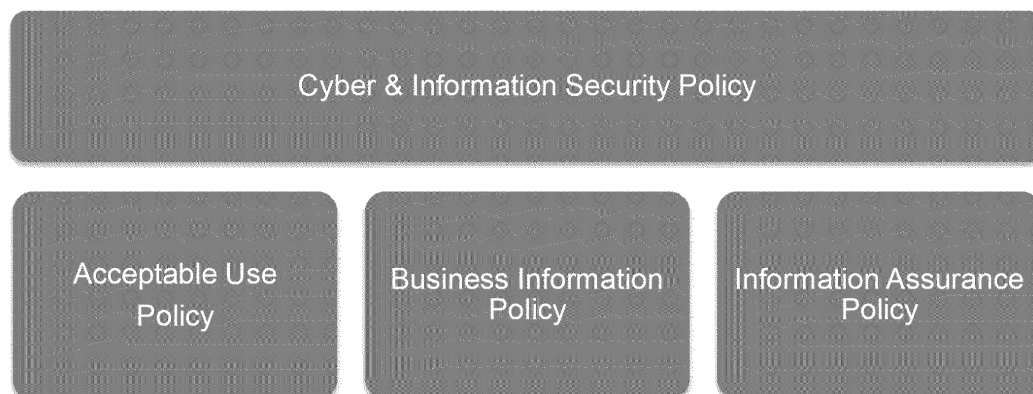 Cyber & Information Security Policy
Acceptable Use
Policy
Business Information
Policy
Information Assurance
Policy